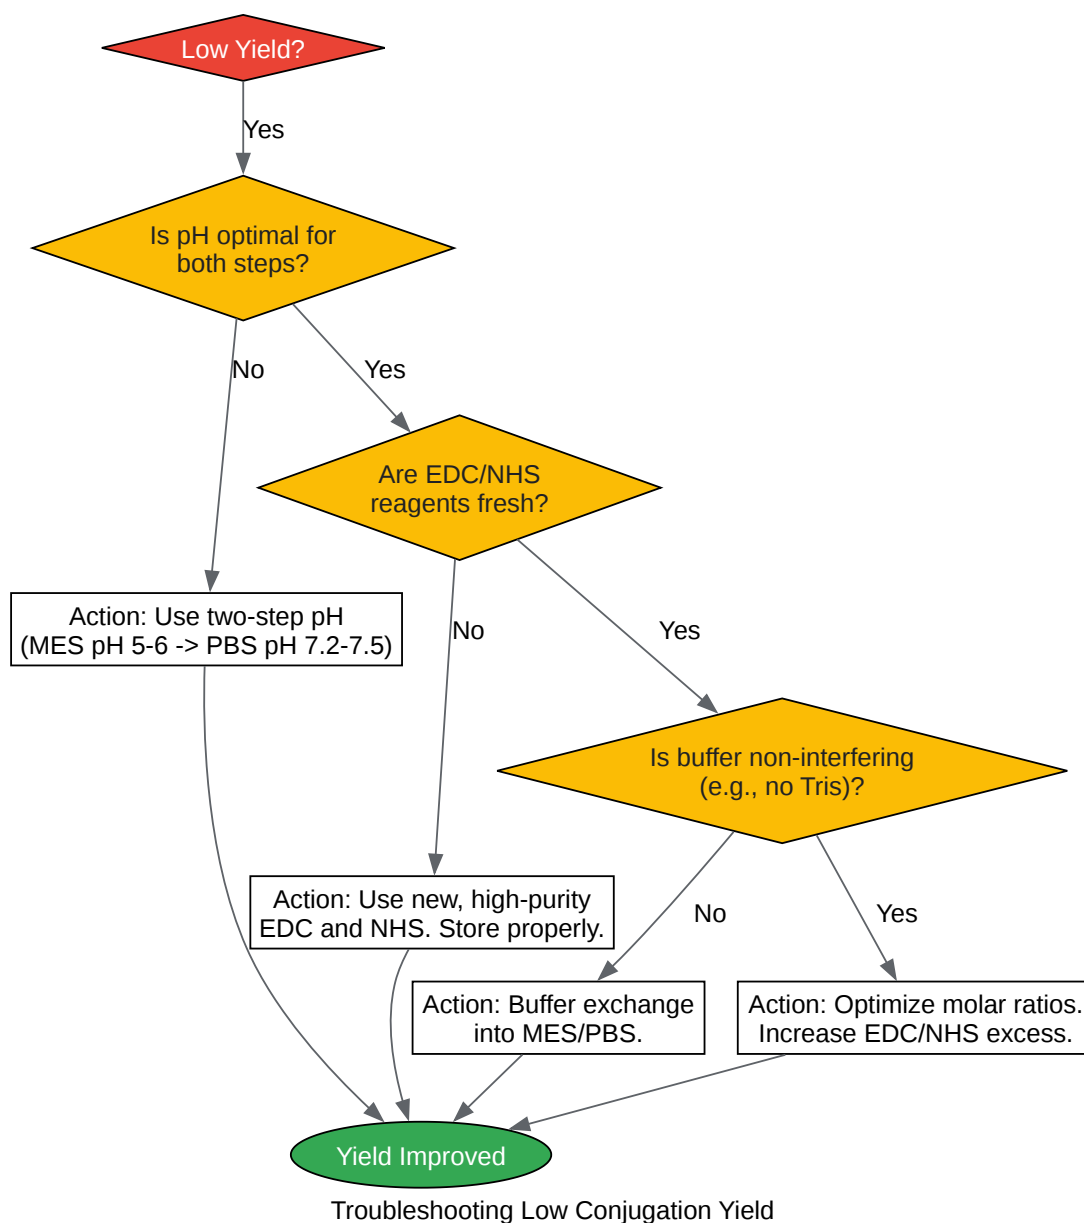 Low Yield?
Yes
Is pH optimal for
both steps?
No
Yes
Are EDC/NHS
reagents fresh?
Action: Use two-step pH
(MES pH 5-6 -> PBS pH 7.2-7.5)
No
Yes
Is buffer non-interfering
(e.g., no Tris)?
Action: Use new, high-purity
EDC and NHS. Store properly.
No
Yes
Action: Buffer exchange
into MES/PBS.
Action: Optimize molar ratios.
Increase EDC/NHS excess.
Yield Improved
Troubleshooting Low Conjugation Yield